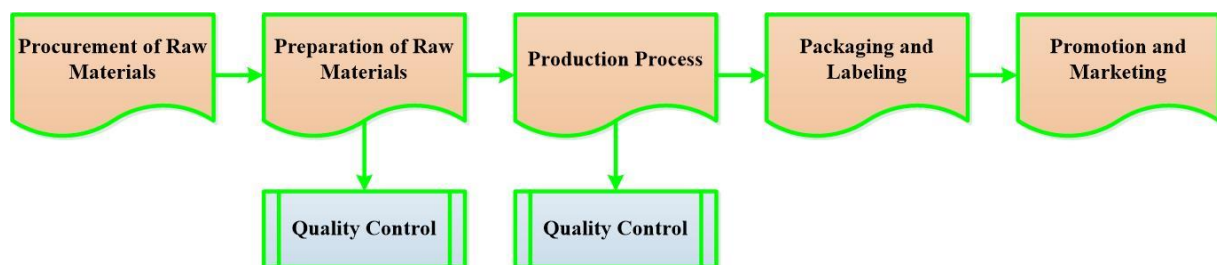 Procurement of Raw
Materials
Preparation of Raw
Materials
Production Process
Packaging and
Labeling
Promotion and
Marketing
Quality Control
Quality Control